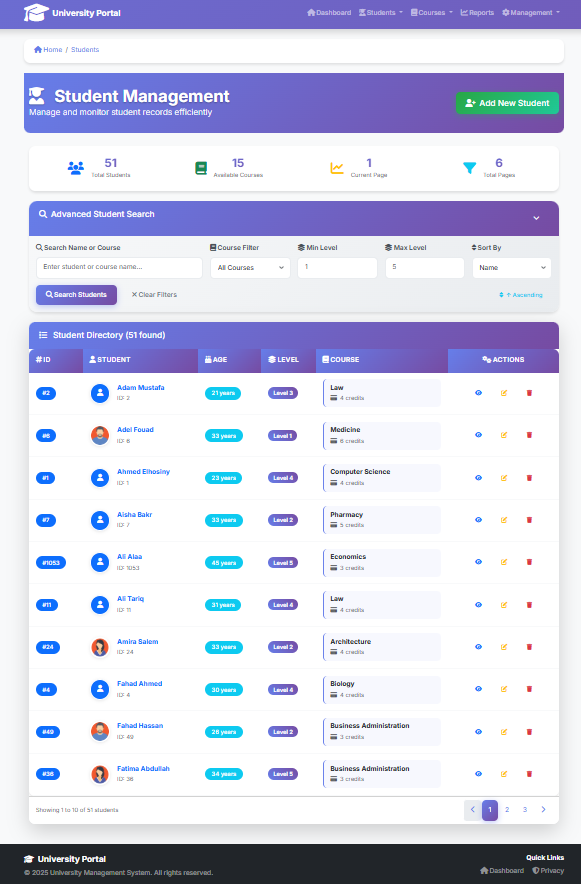 University Portal
Dashboard Students Courses Reports Management
Home / Students
Student Management
Manage and monitor student records efficiently
Add New Student
51
Total Students
15
Available Courses
1
Current Page
6
Total Pages
Advanced Student Search
Search Name or Course
Course Filter
Min Level
Max Level
Sort By
Enter student or course name...
All Courses
1
5
Name
Search Students
Clear Filters
↑ Ascending
Student Directory (51 found)
ID STUDENT AGE LEVEL COURSE ACTIONS
#2 Adam Mustafa 21 years Level 3 Law
ID: 2 4 credits
#6 Adel Fouad 33 years Level 1 Medicine
ID: 6 6 credits
#1 Ahmed Elhosiny 23 years Level 4 Computer Science
ID: 1 4 credits
#7 Aisha Bakr 33 years Level 2 Pharmacy
ID: 7 5 credits
#1053 Ali Alaa 45 years Level 5 Economics
ID: 1053 3 credits
#11 Ali Tariq 31 years Level 4 Law
ID: 11 4 credits
#24 Amira Salem 33 years Level 2 Architecture
ID: 24 4 credits
#4 Fahad Ahmed 30 years Level 4 Biology
ID: 4 4 credits
#49 Fahad Hassan 26 years Level 2 Business Administration
ID: 49 3 credits
#36 Fatima Abdullah 34 years Level 5 Business Administration
ID: 36 3 credits
Showing 1 to 10 of 51 students
1 2 3
University Portal
© 2025 University Management System. All rights reserved.
Quick Links
Dashboard Privacy